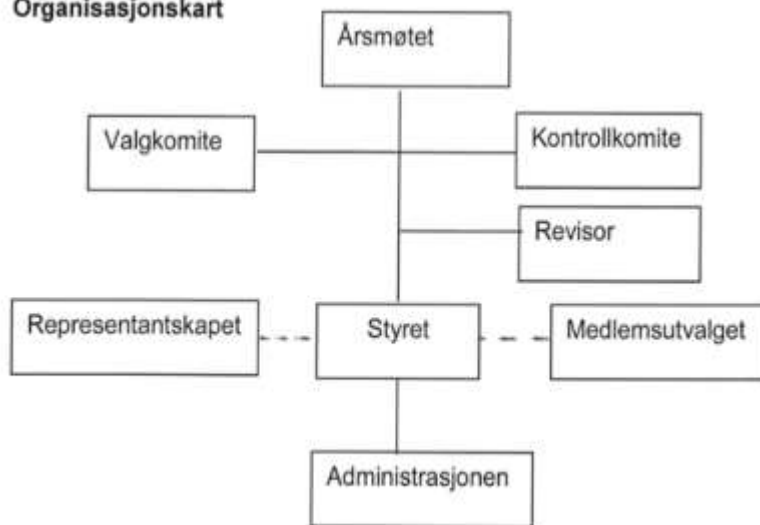 Organisasjonskart
Årsmøtet
Valgkomite
Kontrollkomite
Revisor
Representantskapet
Styret
Medlemsutvalget
Administrasjonen